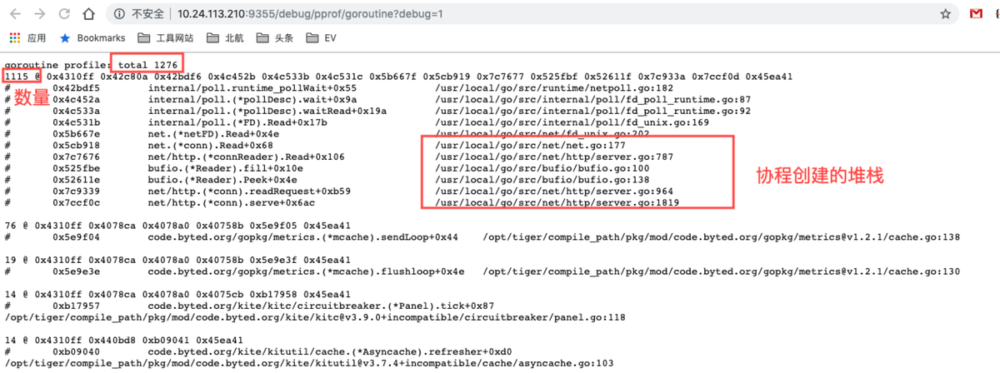 不安全 | 10.24.113.210:9355/debug/pprof/goroutine?debug=1
应用 Bookmarks 工具网站 北航 头条 EV
goroutine profile: total 1276
1115 @ 0x4310ff 0x42c80a 0x42bdf6 0x4c452b 0x4c533b 0x4c531c 0x5b667f 0x5cb919 0x7c7677 0x525fbf 0x52611f 0x7c933a 0x7ccf0d 0x45ea41
# 0x42bdf5 internal/poll.runtime_pollWait+0x55 /usr/local/go/src/runtime/netpoll.go:182
数量
# 0x4c452a internal/poll.(*pollDesc).wait+0x9a /usr/local/go/src/internal/poll/fd_poll_runtime.go:87
# 0x4c533a internal/poll.(*pollDesc).waitRead+0x19a /usr/local/go/src/internal/poll/fd_poll_runtime.go:92
# 0x4c531b internal/poll.(*FD).Read+0x17b /usr/local/go/src/internal/poll/fd_unix.go:169
# 0x5b667e net.(*netFD).Read+0x4e /usr/local/go/src/net/fd_unix.go:202
# 0x5cb918 net.(*conn).Read+0x68 /usr/local/go/src/net/net.go:177
# 0x7c7676 net/http.(*connReader).Read+0x106 /usr/local/go/src/net/http/server.go:787
# 0x525fbe bufio.(*Reader).fill+0x10e /usr/local/go/src/bufio/bufio.go:100
协程创建的堆栈
# 0x52611e bufio.(*Reader).Peek+0x4e /usr/local/go/src/bufio/bufio.go:138
# 0x7c9339 net/http.(*conn).readRequest+0xb59 /usr/local/go/src/net/http/server.go:964
# 0x7ccf0c net/http.(*conn).serve+0x6ac /usr/local/go/src/net/http/server.go:1819
76 @ 0x4310ff 0x4078ca 0x4078a0 0x40758b 0x5e9f05 0x45ea41
# 0x5e9f04 code.byted.org/gopkg/metrics.(*mcache).sendLoop+0x44 /opt/tiger/compile_path/pkg/mod/code.byted.org/gopkg/metrics@v1.2.1/cache.go:138
19 @ 0x4310ff 0x4078ca 0x4078a0 0x40758b 0x5e9e3f 0x45ea41
# 0x5e9e3e code.byted.org/gopkg/metrics.(*mcache).flushloop+0x4e /opt/tiger/compile_path/pkg/mod/code.byted.org/gopkg/metrics@v1.2.1/cache.go:130
14 @ 0x4310ff 0x4078ca 0x4078a0 0x4075cb 0xb17958 0x45ea41
# 0xb17957 code.byted.org/kite/kitc/circuitbreaker.(*Panel).tick+0x87
/opt/tiger/compile_path/pkg/mod/code.byted.org/kite/kitc@v3.9.0+incompatible/circuitbreaker/panel.go:118
14 @ 0x4310ff 0x440bd8 0xb09041 0x45ea41
# 0xb09040 code.byted.org/kite/kitutil/cache.(*Asyncache).refresher+0xd0
/opt/tiger/compile_path/pkg/mod/code.byted.org/kite/kitutil@v3.7.4+incompatible/cache/asyncache.go:103